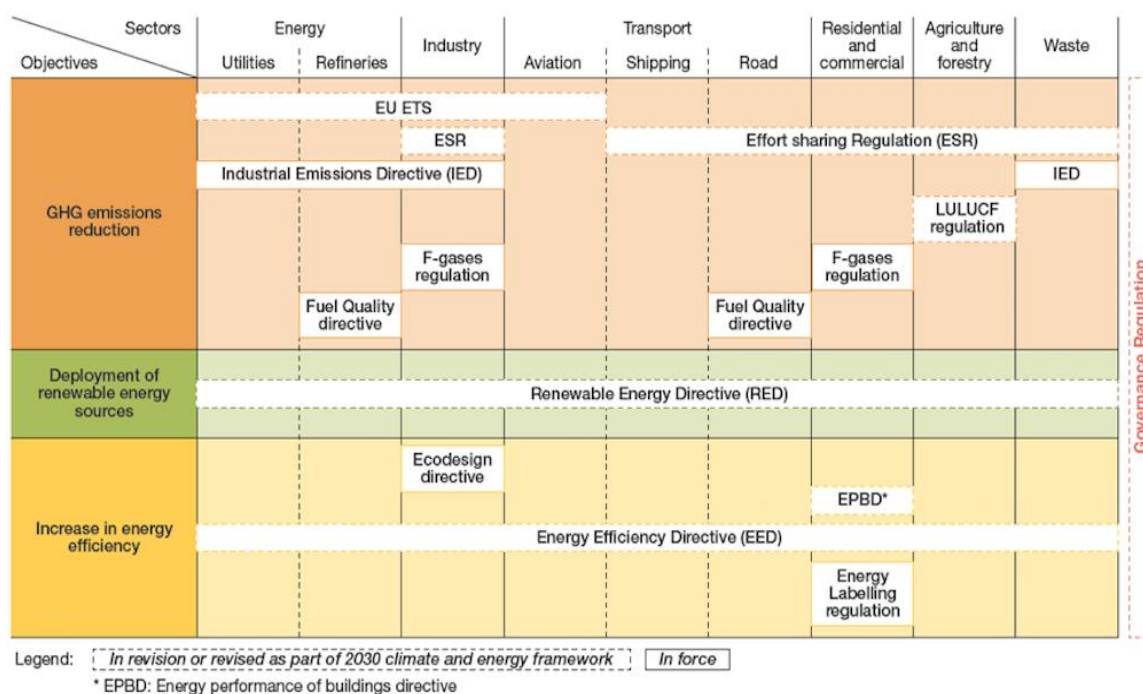 Sectors
Objectives
Energy
Utilities
Refineries
Industry
Transport
Aviation
Shipping
Road
Residential
and
commercial
Agriculture
and
forestry
Waste
GHG emissions
reduction
EU ETS
ESR
Effort sharing Regulation (ESR)
Industrial Emissions Directive (IED)
IED
LULUCF
regulation
F-gases
regulation
F-gases
regulation
Fuel Quality
directive
Fuel Quality
directive
Deployment of
renewable energy
sources
Renewable Energy Directive (RED)
Increase in energy
efficiency
Ecodesign
directive
EPBD*
Energy Efficiency Directive (EED)
Energy
Labelling
regulation
Governance Regulation
Legend:
In revision or revised as part of 2030 climate and energy framework
In force
* EPBD: Energy performance of buildings directive